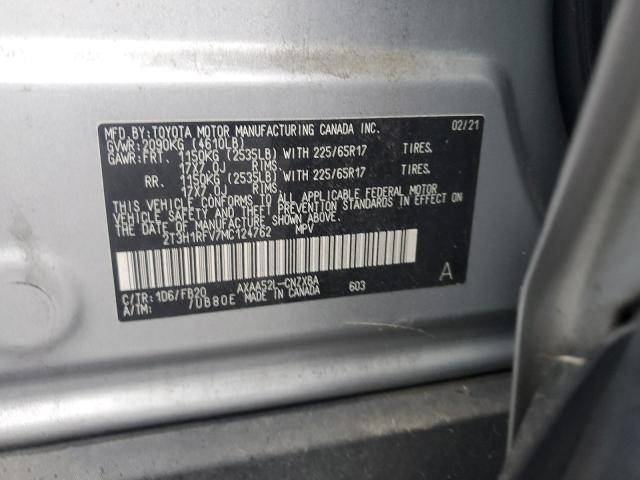 MFD.BY:TOYOTA MOTOR MANUFACTURING CANADA INC. 02/21
GVWR:2090KG (4610LB)
GAWR:FRT. 1150KG (2535LB) WITH 225/65R17 TIRES.
17X7.0J RIMS
RR. 1150KG (2535LB) WITH 225/65R17 TIRES.
17X7.0J RIMS
THIS VEHICLE CONFORMS TO ALL APPLICABLE FEDERAL MOTOR
VEHICLE SAFETY AND THEFT PREVENTION STANDARDS IN EFFECT
ON THE DATE OF MANUFACTURE SHOWN ABOVE.
2T3H1RFV7MC124762 MPV
A
C/TR:1D6/FB20 AXAA52L-CNZXBA 603
A/TM: /UB80E MADE IN CANADA